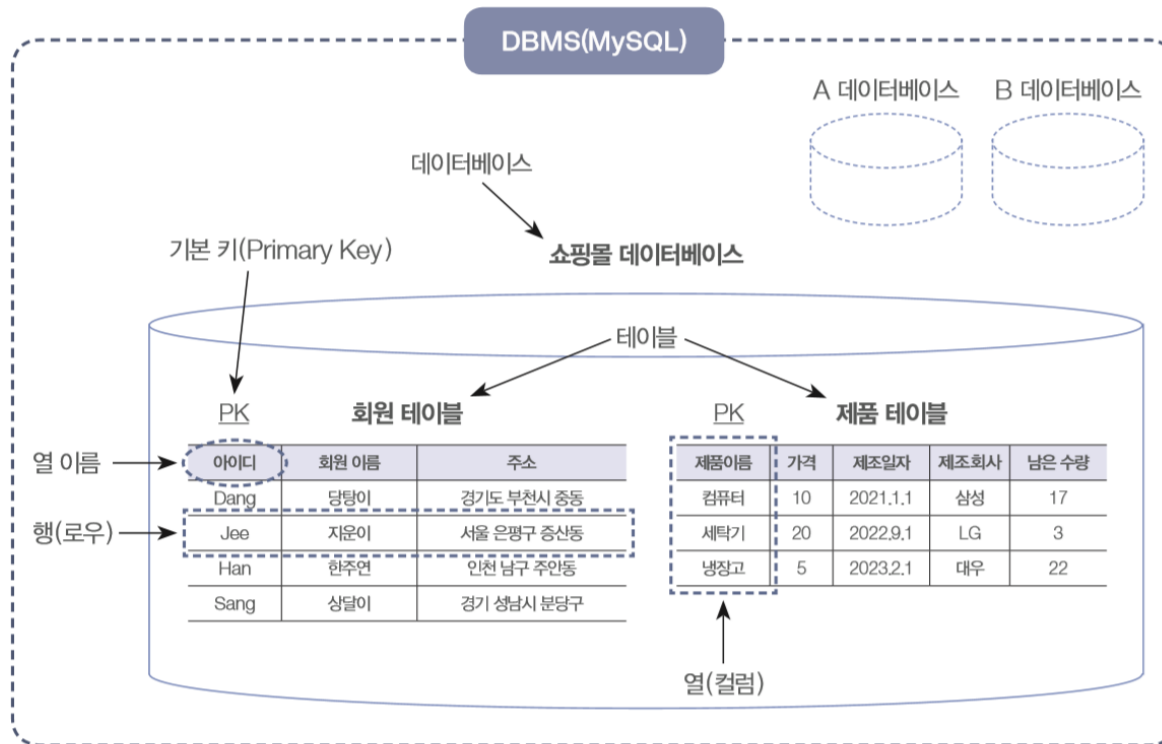 DBMS(MySQL)
A 데이터베이스 B 데이터베이스
데이터베이스
기본 키(Primary Key)
쇼핑몰 데이터베이스
테이블
PK 회원 테이블
열 이름
아이디 회원 이름 주소
Dang 당탕이 경기도 부천시 중동
행(로우)
Jee 지운이 서울 은평구 증산동
Han 한주연 인천 남구 주안동
Sang 상달이 경기 성남시 분당구
PK 제품 테이블
제품이름 가격 제조일자 제조회사 남은 수량
컴퓨터 10 2021.1.1 삼성 17
세탁기 20 2022.9.1 LG 3
냉장고 5 2023.2.1 대우 22
열(컬럼)